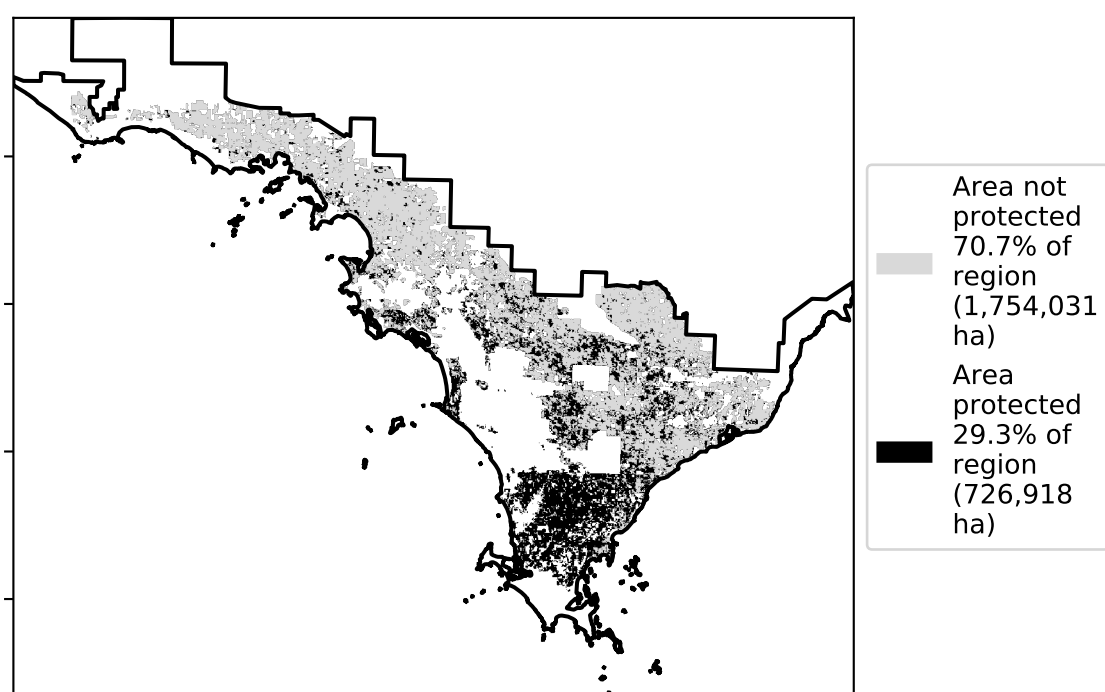 Area not
protected
70.7% of
region
(1,754,031
ha)
Area
protected
29.3% of
region
(726,918
ha)